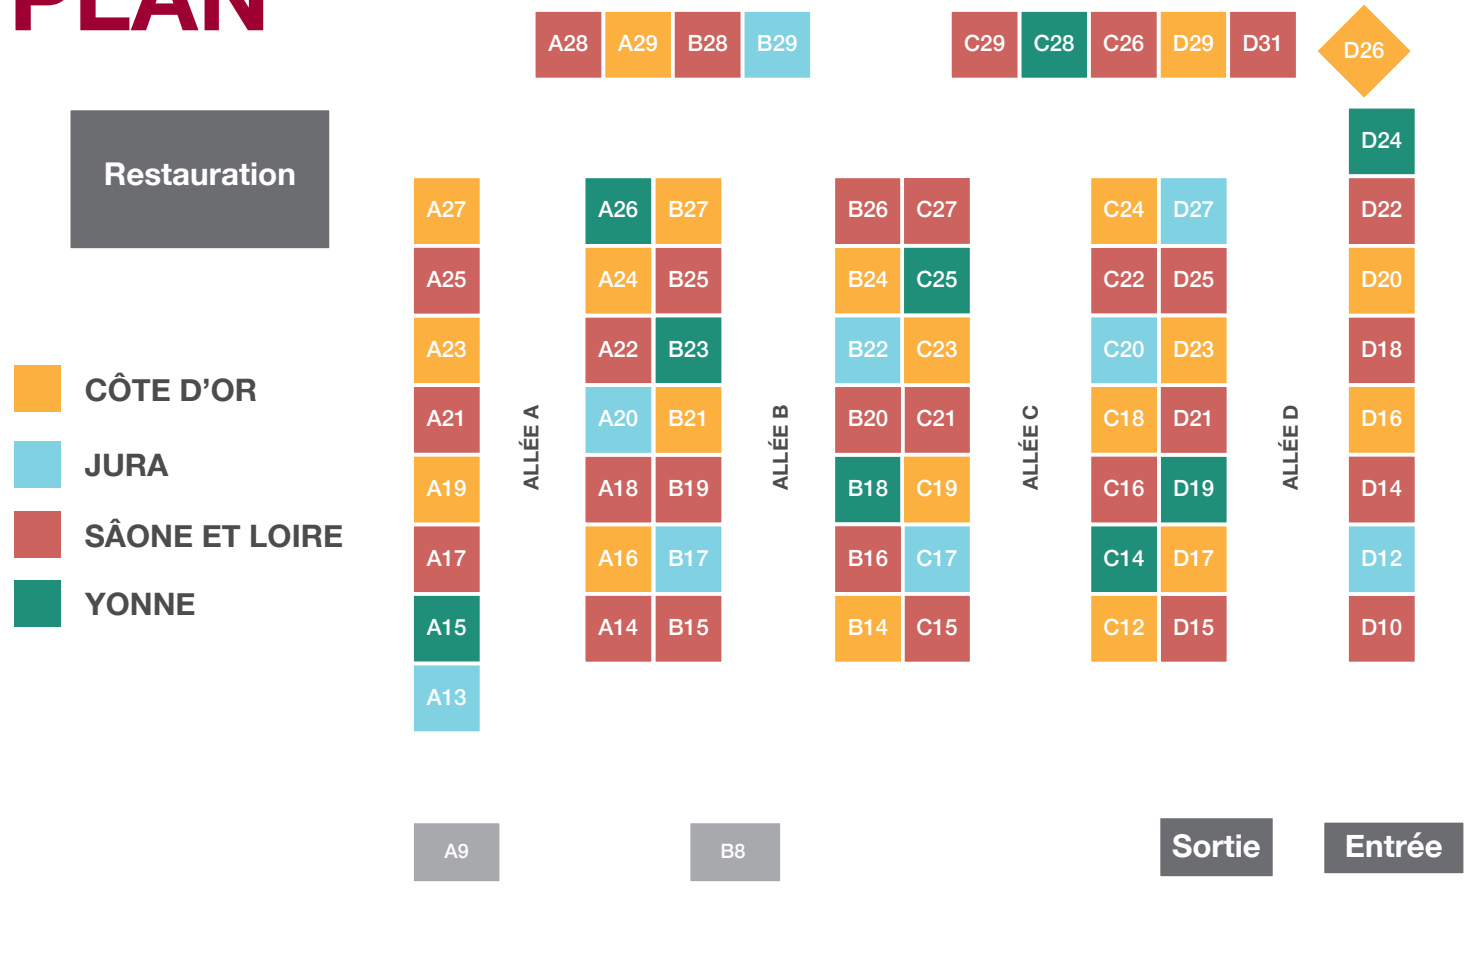 PLAN
A28 A29 B28 B29 C29 C28 C26 D29 D31 D26
D24
Restauration
A27 A26 B27 B26 C27 C24 D27 D22
A25 A24 B25 B24 C25 C22 D25 D20
A23 A22 B23 B22 C23 C20 D23 D18
A21 A20 B21 B20 C21 C18 D21 D16
A19 A18 B19 B18 C19 C16 D19 D14
A17 A16 B17 B16 C17 C14 D17 D12
A15 A14 B15 B14 C15 C12 D15 D10
A13
ALLÉE A
ALLÉE B
ALLÉE C
ALLÉE D
CÔTE D’OR
JURA
SÂONE ET LOIRE
YONNE
A9 B8 Sortie Entrée